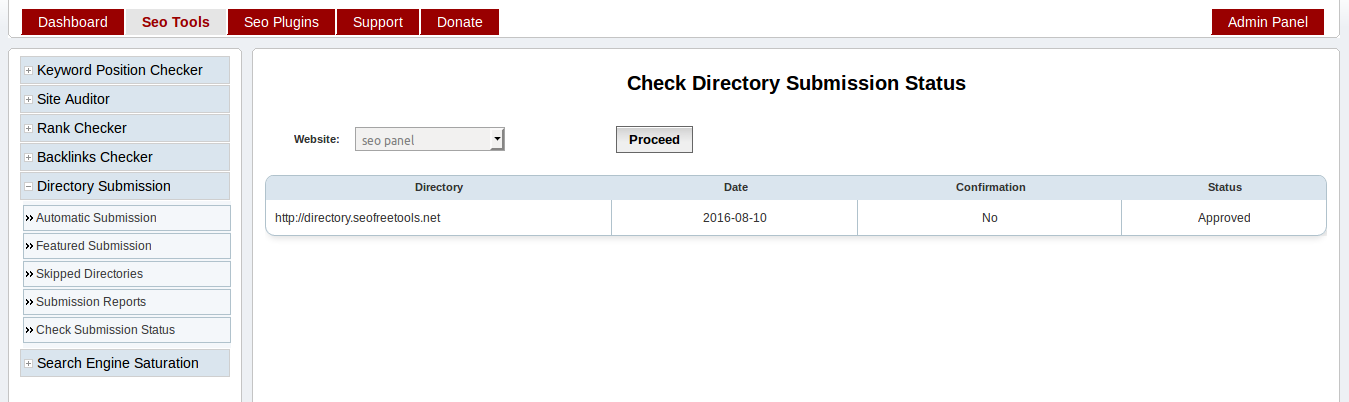 Dashboard Seo Tools Seo Plugins Support Donate Admin Panel
Keyword Position Checker
Site Auditor
Rank Checker
Backlinks Checker
Directory Submission
Automatic Submission
Featured Submission
Skipped Directories
Submission Reports
Check Submission Status
Search Engine Saturation
Check Directory Submission Status
Website: seo panel Proceed
Directory Date Confirmation Status
http://directory.seofreetools.net 2016-08-10 No Approved